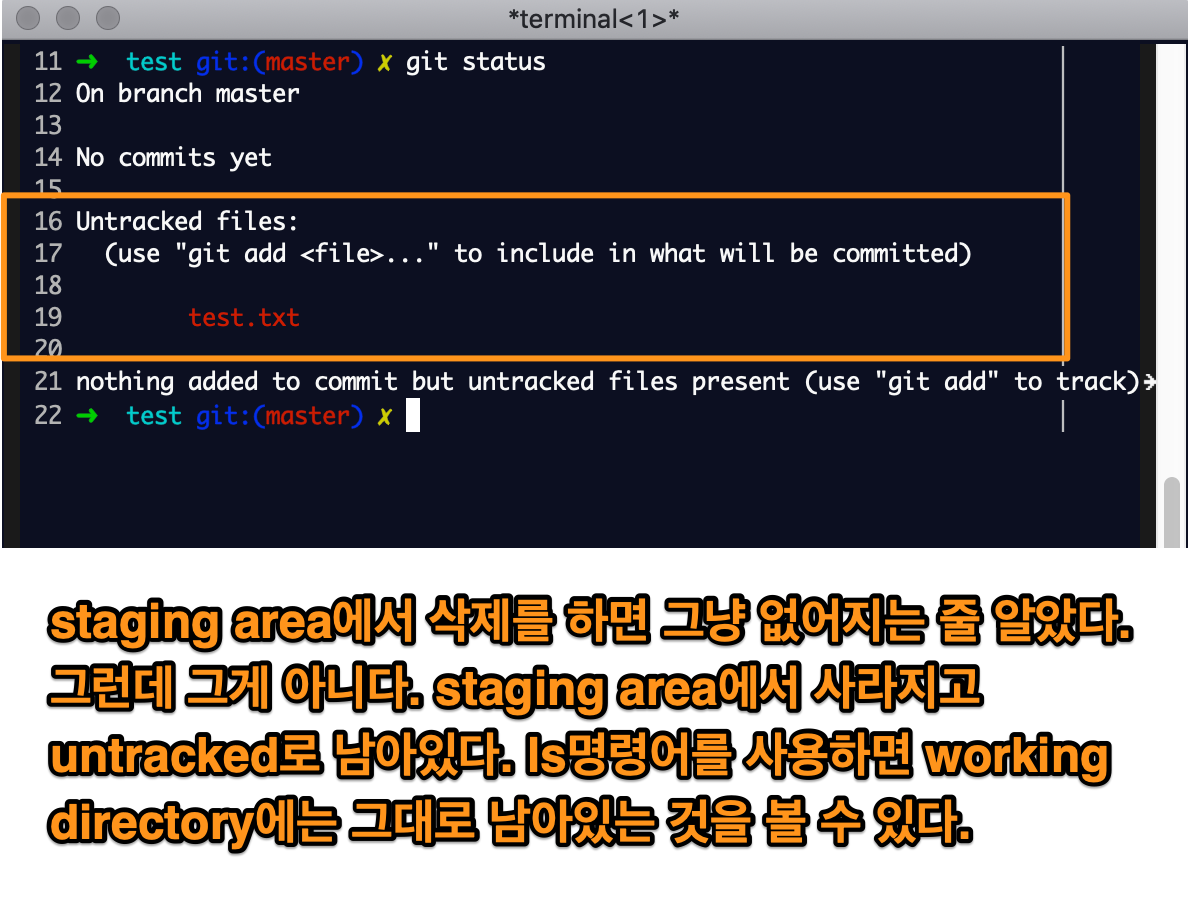 *terminal<1>*
11 ➜  test git:(master) ✗ git status
12 On branch master
13
14 No commits yet
15
16 Untracked files:
17   (use "git add <file>..." to include in what will be committed)
18
19         test.txt
20
21 nothing added to commit but untracked files present (use "git add" to track)→
22 ➜  test git:(master) ✗
staging area에서 삭제를 하면 그냥 없어지는 줄 알았다.
그런데 그게 아니다. staging area에서 사라지고
untracked로 남아있다. ls명령어를 사용하면 working
directory에는 그대로 남아있는 것을 볼 수 있다.